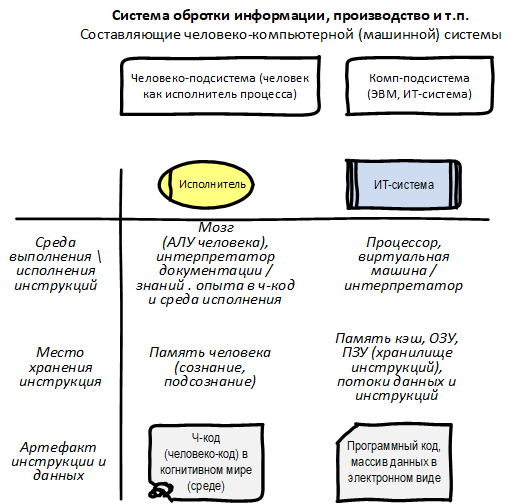 Система обротки информации, производство и т.п.
Составляющие человеко-компьютерной (машинной) системы
Человеко-подсистема (человек
как исполнитель процесса)
Комп-подсистема
(ЭВМ, ИТ-система)
Исполнитель
ИТ-система
Среда
выполнения \
исполнения
инструкций
Мозг
(АЛУ человека),
интерпретатор
документации /
знаний . опыта в ч-код
и среда исполнения
Процессор,
виртуальная
машина /
интерпретатор
Место
хранения
инструкция
Память человека
(сознание,
подсознание)
Память кэш, ОЗУ,
ПЗУ (хранилище
инструкций),
потоки данных и
инструкций
Артефакт
инструкции и
данных
Ч-код
(человеко-код) в
когнитивном мире
(среде)
Программный код,
массив данных в
электронном виде